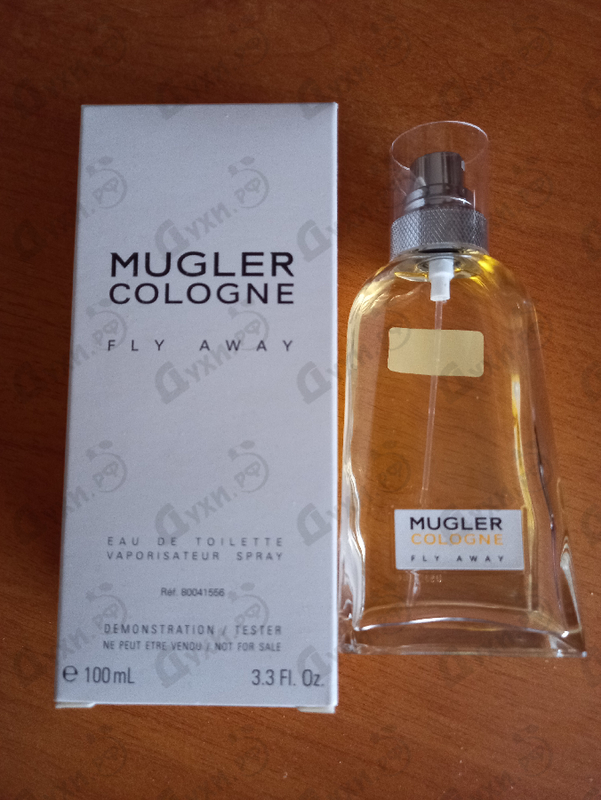 MUGLER
COLOGNE
FLY AWAY
EAU DE TOILETTE
VAPORISATEUR SPRAY
Réf. 80041556
DEMONSTRATION / TESTER
NE PEUT ETRE VENDU / NOT FOR SALE
℮ 100 mL 3.3 Fl. Oz.
MUGLER
COLOGNE
FLY AWAY
Духи.рф